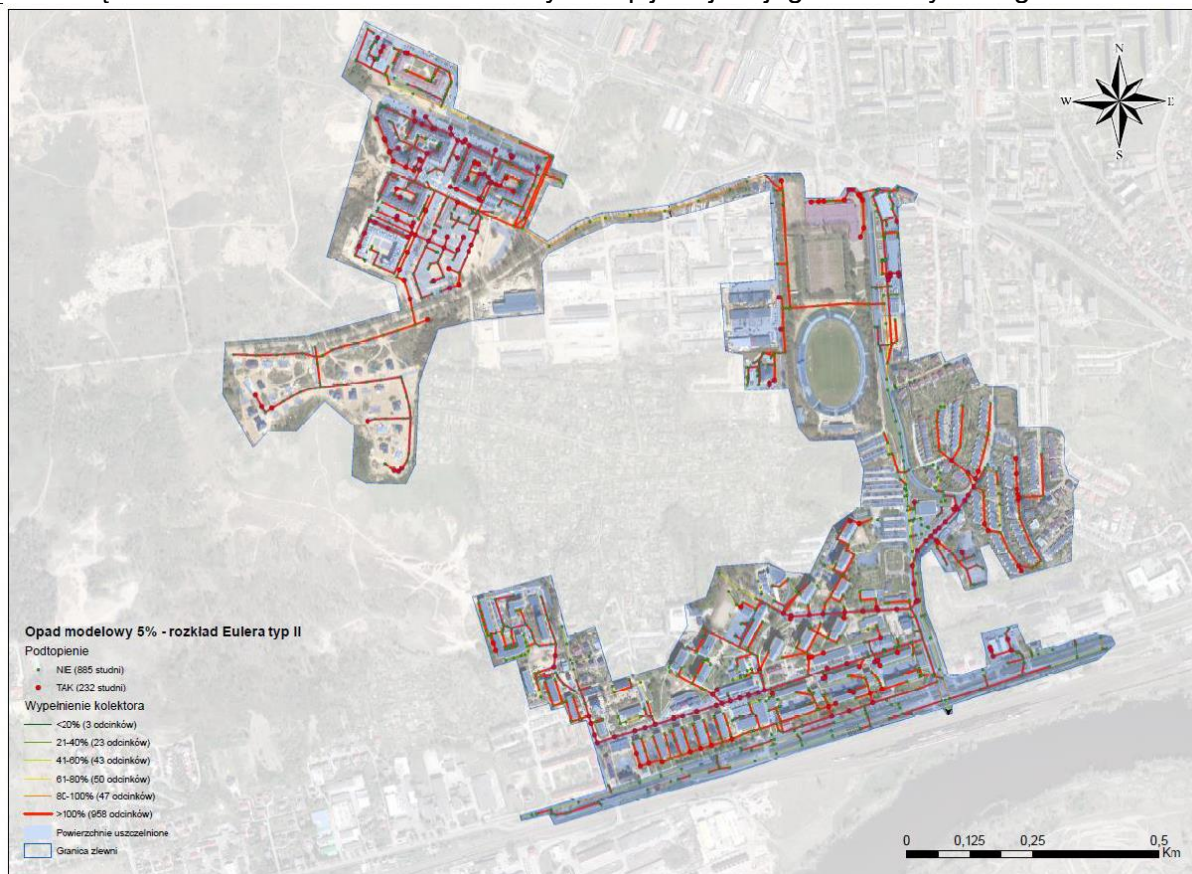 N
W
E
S
Opad modelowy 5% - rozkład Eulera typ II
Podtopienie
NIE (885 studni)
TAK (232 studni)
Wypełnienie kolektora
<20% (3 odcinków)
21-40% (23 odcinków)
41-60% (43 odcinków)
61-80% (50 odcinków)
80-100% (47 odcinków)
>100% (958 odcinków)
Powierzchnie uszczelnione
Granica zlewni
0 0,125 0,25 0,5
Km